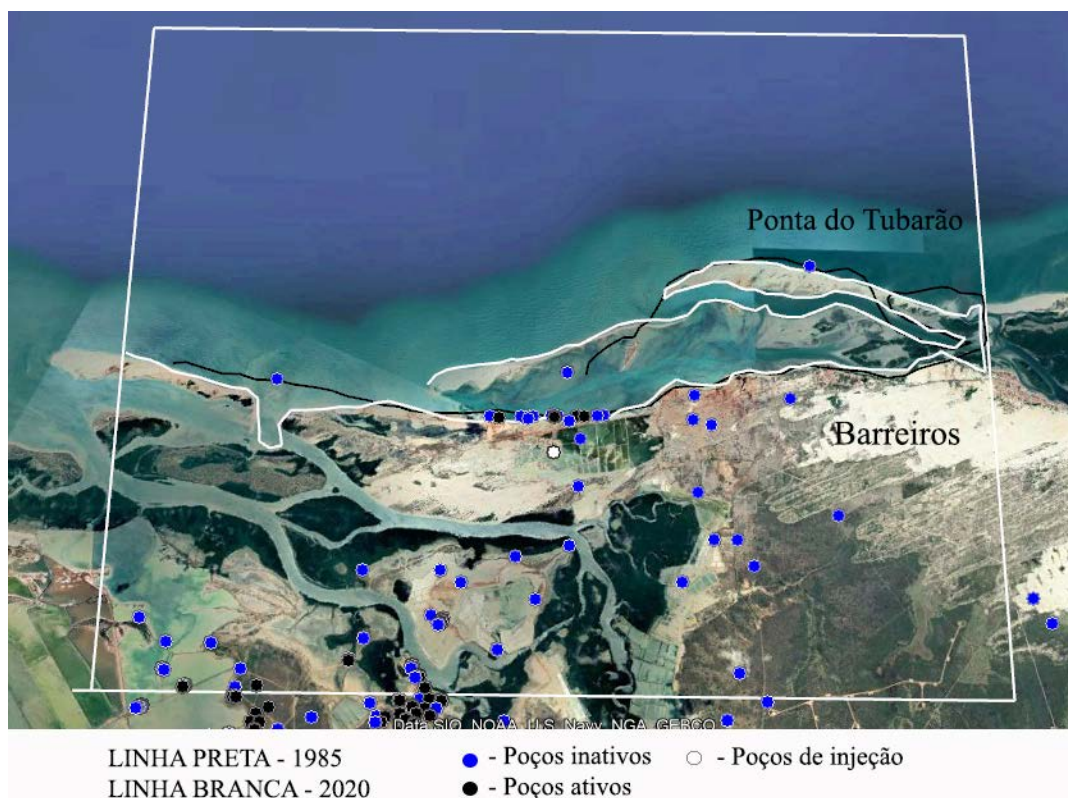 Ponta do Tubarão
Barreiros
Data SIO, NOAA, U.S. Navy, NGA, GEBCO
LINHA PRETA - 1985
- Poços inativos
- Poços de injeção
LINHA BRANCA - 2020
- Poços ativos